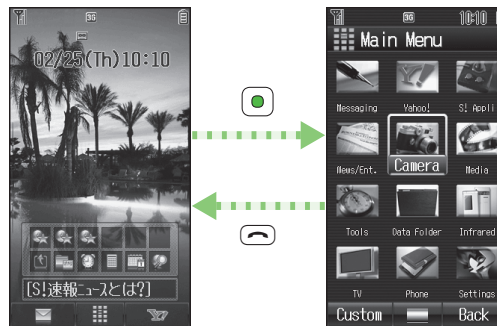 3G
02/25(Thu)10:10
[S!速報ニュースとは?]
Y!
3G 10:10
Main Menu
Messaging Yahoo! S! Appli
News/Ent. Camera Media
Tools Data Folder Infrared
TV Phone Settings
Custom Back